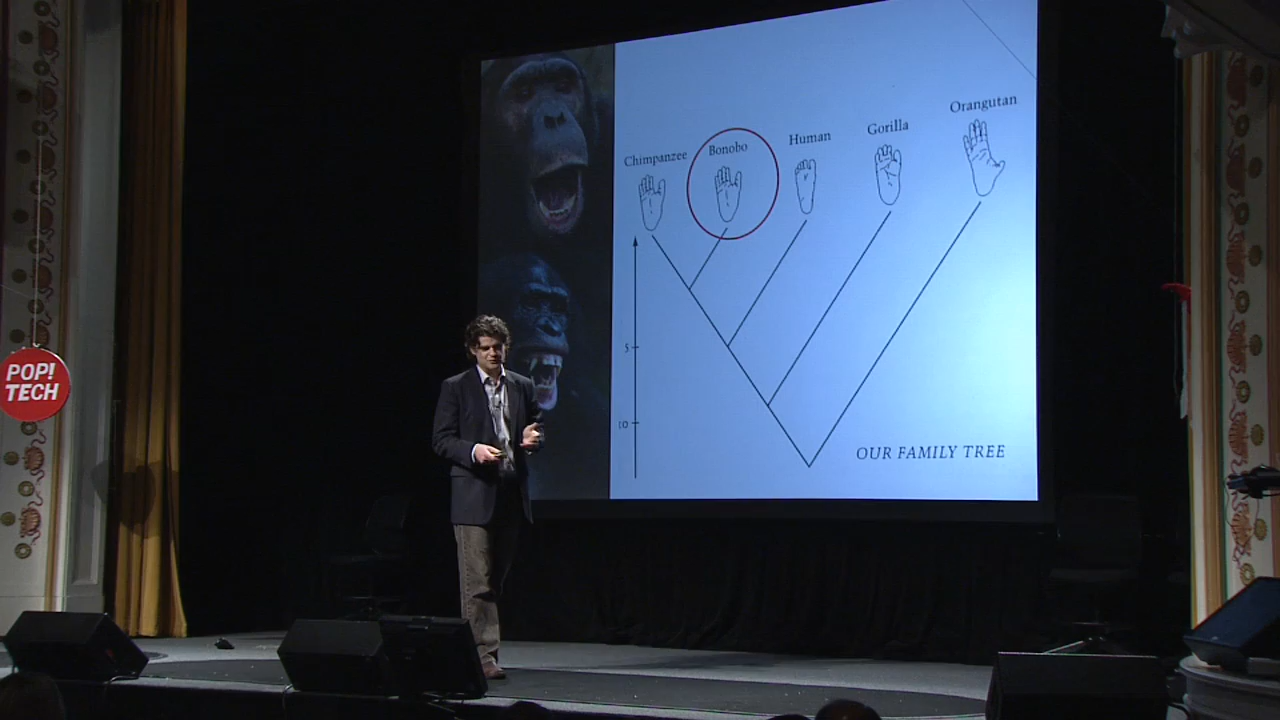 POP!
TECH
Chimpanzee
Bonobo
Human
Gorilla
Orangutan
5
10
OUR FAMILY TREE